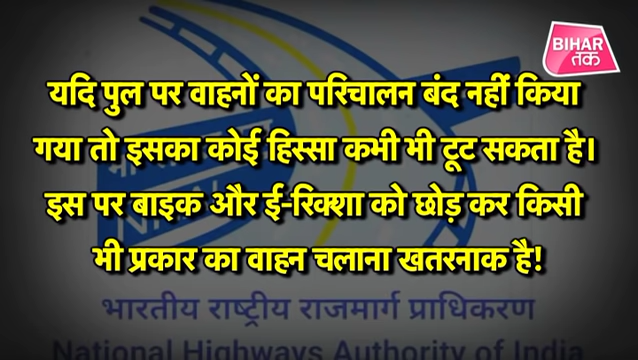 BIHAR
तक
यदि पुल पर वाहनों का परिचालन बंद नहीं किया
गया तो इसका कोई हिस्सा कभी भी टूट सकता है।
इस पर बाइक और ई-रिक्शा को छोड़ कर किसी
भी प्रकार का वाहन चलाना खतरनाक है!
NHAI
भारतीय राष्ट्रीय राजमार्ग प्राधिकरण
National Highways Authority of India